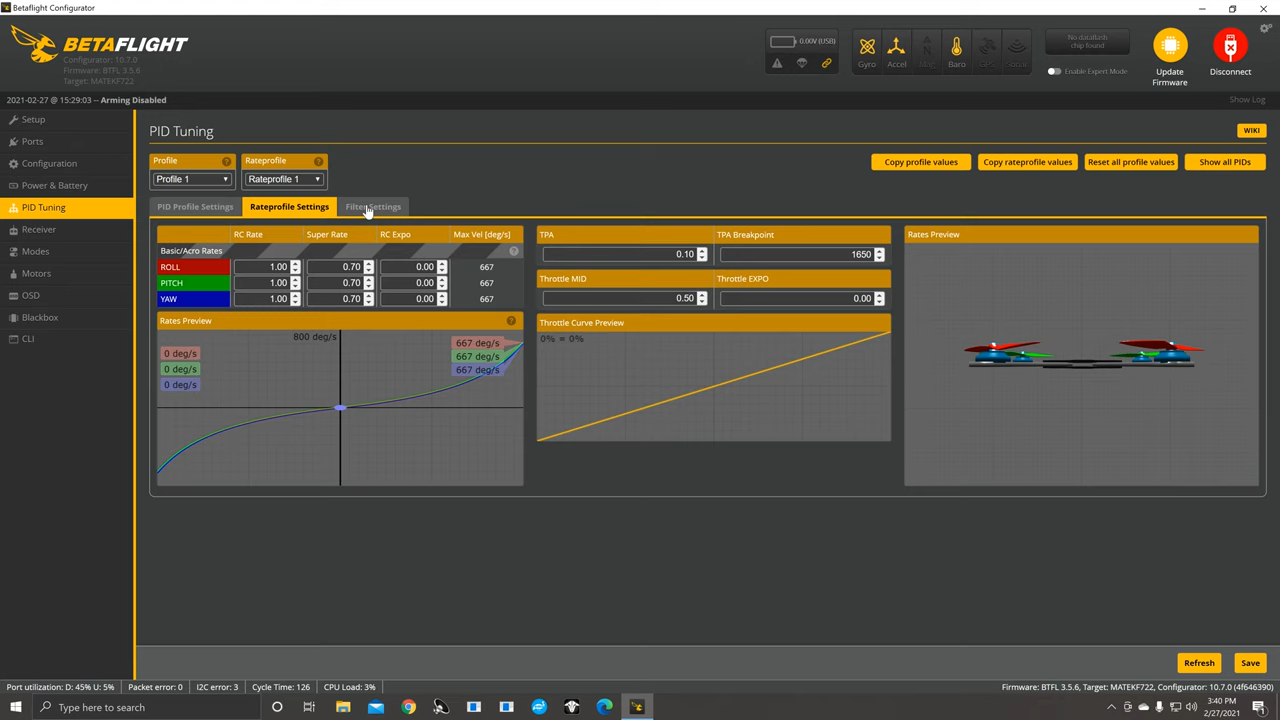 Betaflight Configurator
BETAFLIGHT
Configurator: 10.7.0
Firmware: BTFL 3.5.6
Target: MATEKF722
0.00V (USB)
Gyro
Accel
Mag
Baro
GPS
Sonar
No dataflash
chip found
Enable Expert Mode
Update
Firmware
Disconnect
2021-02-27 @ 15:29:03 -- Arming Disabled
Show Log
Setup
Ports
Configuration
Power & Battery
PID Tuning
Receiver
Modes
Motors
OSD
Blackbox
CLI
PID Tuning
WIKI
Profile
Rateprofile
Profile 1
Rateprofile 1
Copy profile values
Copy rateprofile values
Reset all profile values
Show all PIDs
PID Profile Settings
Rateprofile Settings
Filter Settings
RC Rate Super Rate RC Expo Max Vel [deg/s]
Basic/Acro Rates
ROLL 1.00 0.70 0.00 667
PITCH 1.00 0.70 0.00 667
YAW 1.00 0.70 0.00 667
Rates Preview
800 deg/s
0 deg/s
0 deg/s
0 deg/s
667 deg/s
667 deg/s
667 deg/s
TPA TPA Breakpoint
0.10 1650
Throttle MID Throttle EXPO
0.50 0.00
Throttle Curve Preview
0% = 0%
Rates Preview
Refresh
Save
Port utilization: D: 45% U: 5% Packet error: 0 I2C error: 3 Cycle Time: 126 CPU Load: 3%
Firmware: BTFL 3.5.6, Target: MATEKF722, Configurator: 10.7.0 (4f646390)
Type here to search
3:40 PM
2/27/2021